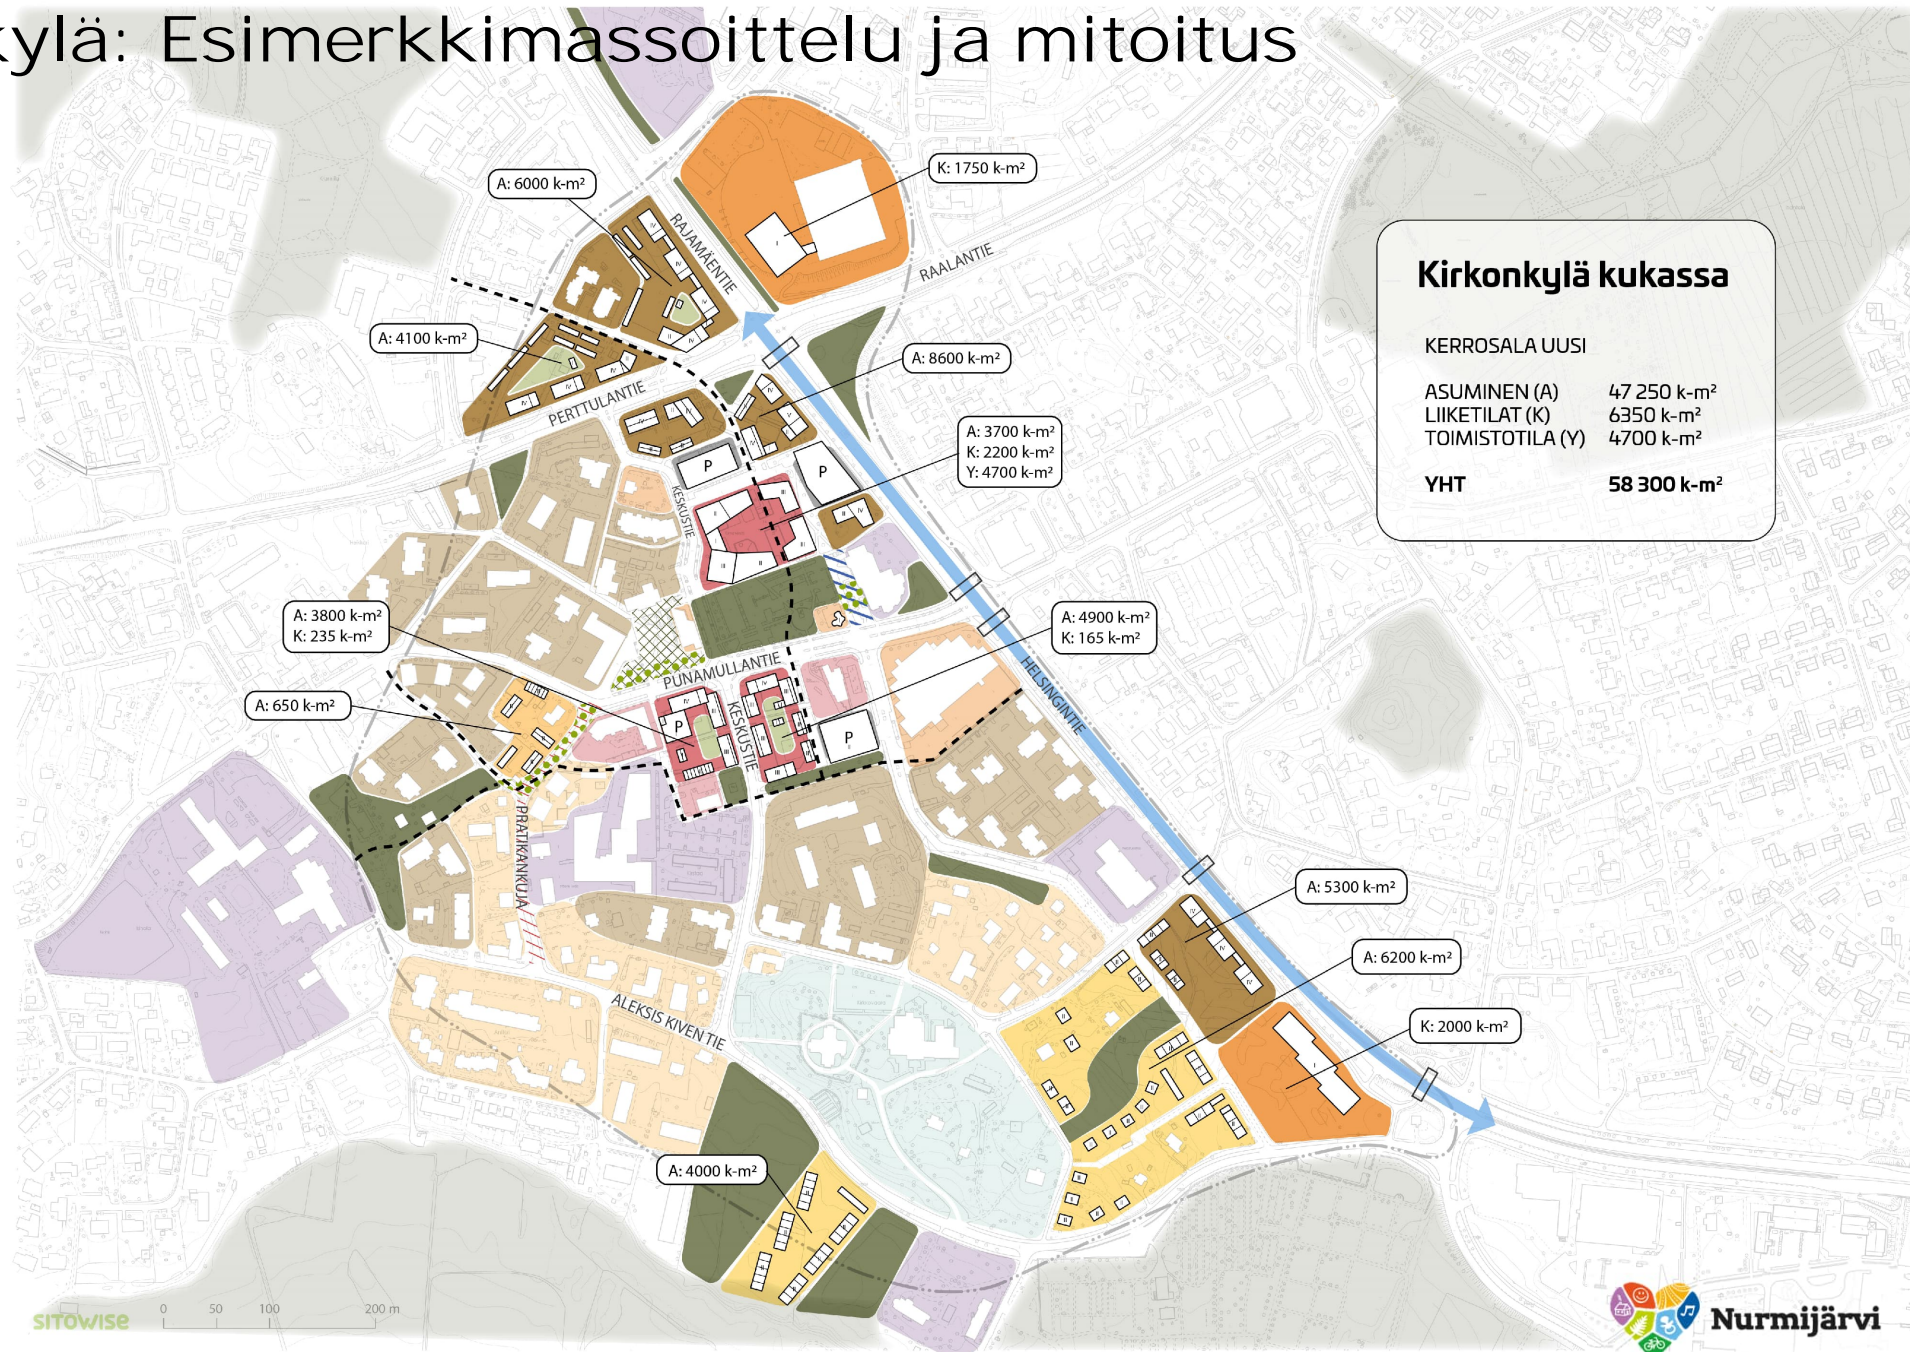 kylä: Esimerkkimassoittelu ja mitoitus
K: 1750 k-m²
A: 6000 k-m²
RAJAMÄENTIE
RAALANTIE
A: 4100 k-m²
A: 8600 k-m²
PERTTULANTIE
A: 3700 k-m²
K: 2200 k-m²
Y: 4700 k-m²
P
P
KESKUSTIE
Kirkonkylä kukassa
KERROSALA UUSI
ASUMINEN (A) 47 250 k-m²
LIIKETILAT (K) 6350 k-m²
TOIMISTOTILA (Y) 4700 k-m²
YHT 58 300 k-m²
A: 3800 k-m²
K: 235 k-m²
A: 4900 k-m²
K: 165 k-m²
PUNAMULLANTIE
HELSINGINTIE
A: 650 k-m²
KESKUSTIE
P
P
PRATIKANKUJA
A: 5300 k-m²
A: 6200 k-m²
ALEKSIS KIVEN TIE
K: 2000 k-m²
A: 4000 k-m²
SITOWISE
0 50 100 200 m
Nurmijärvi